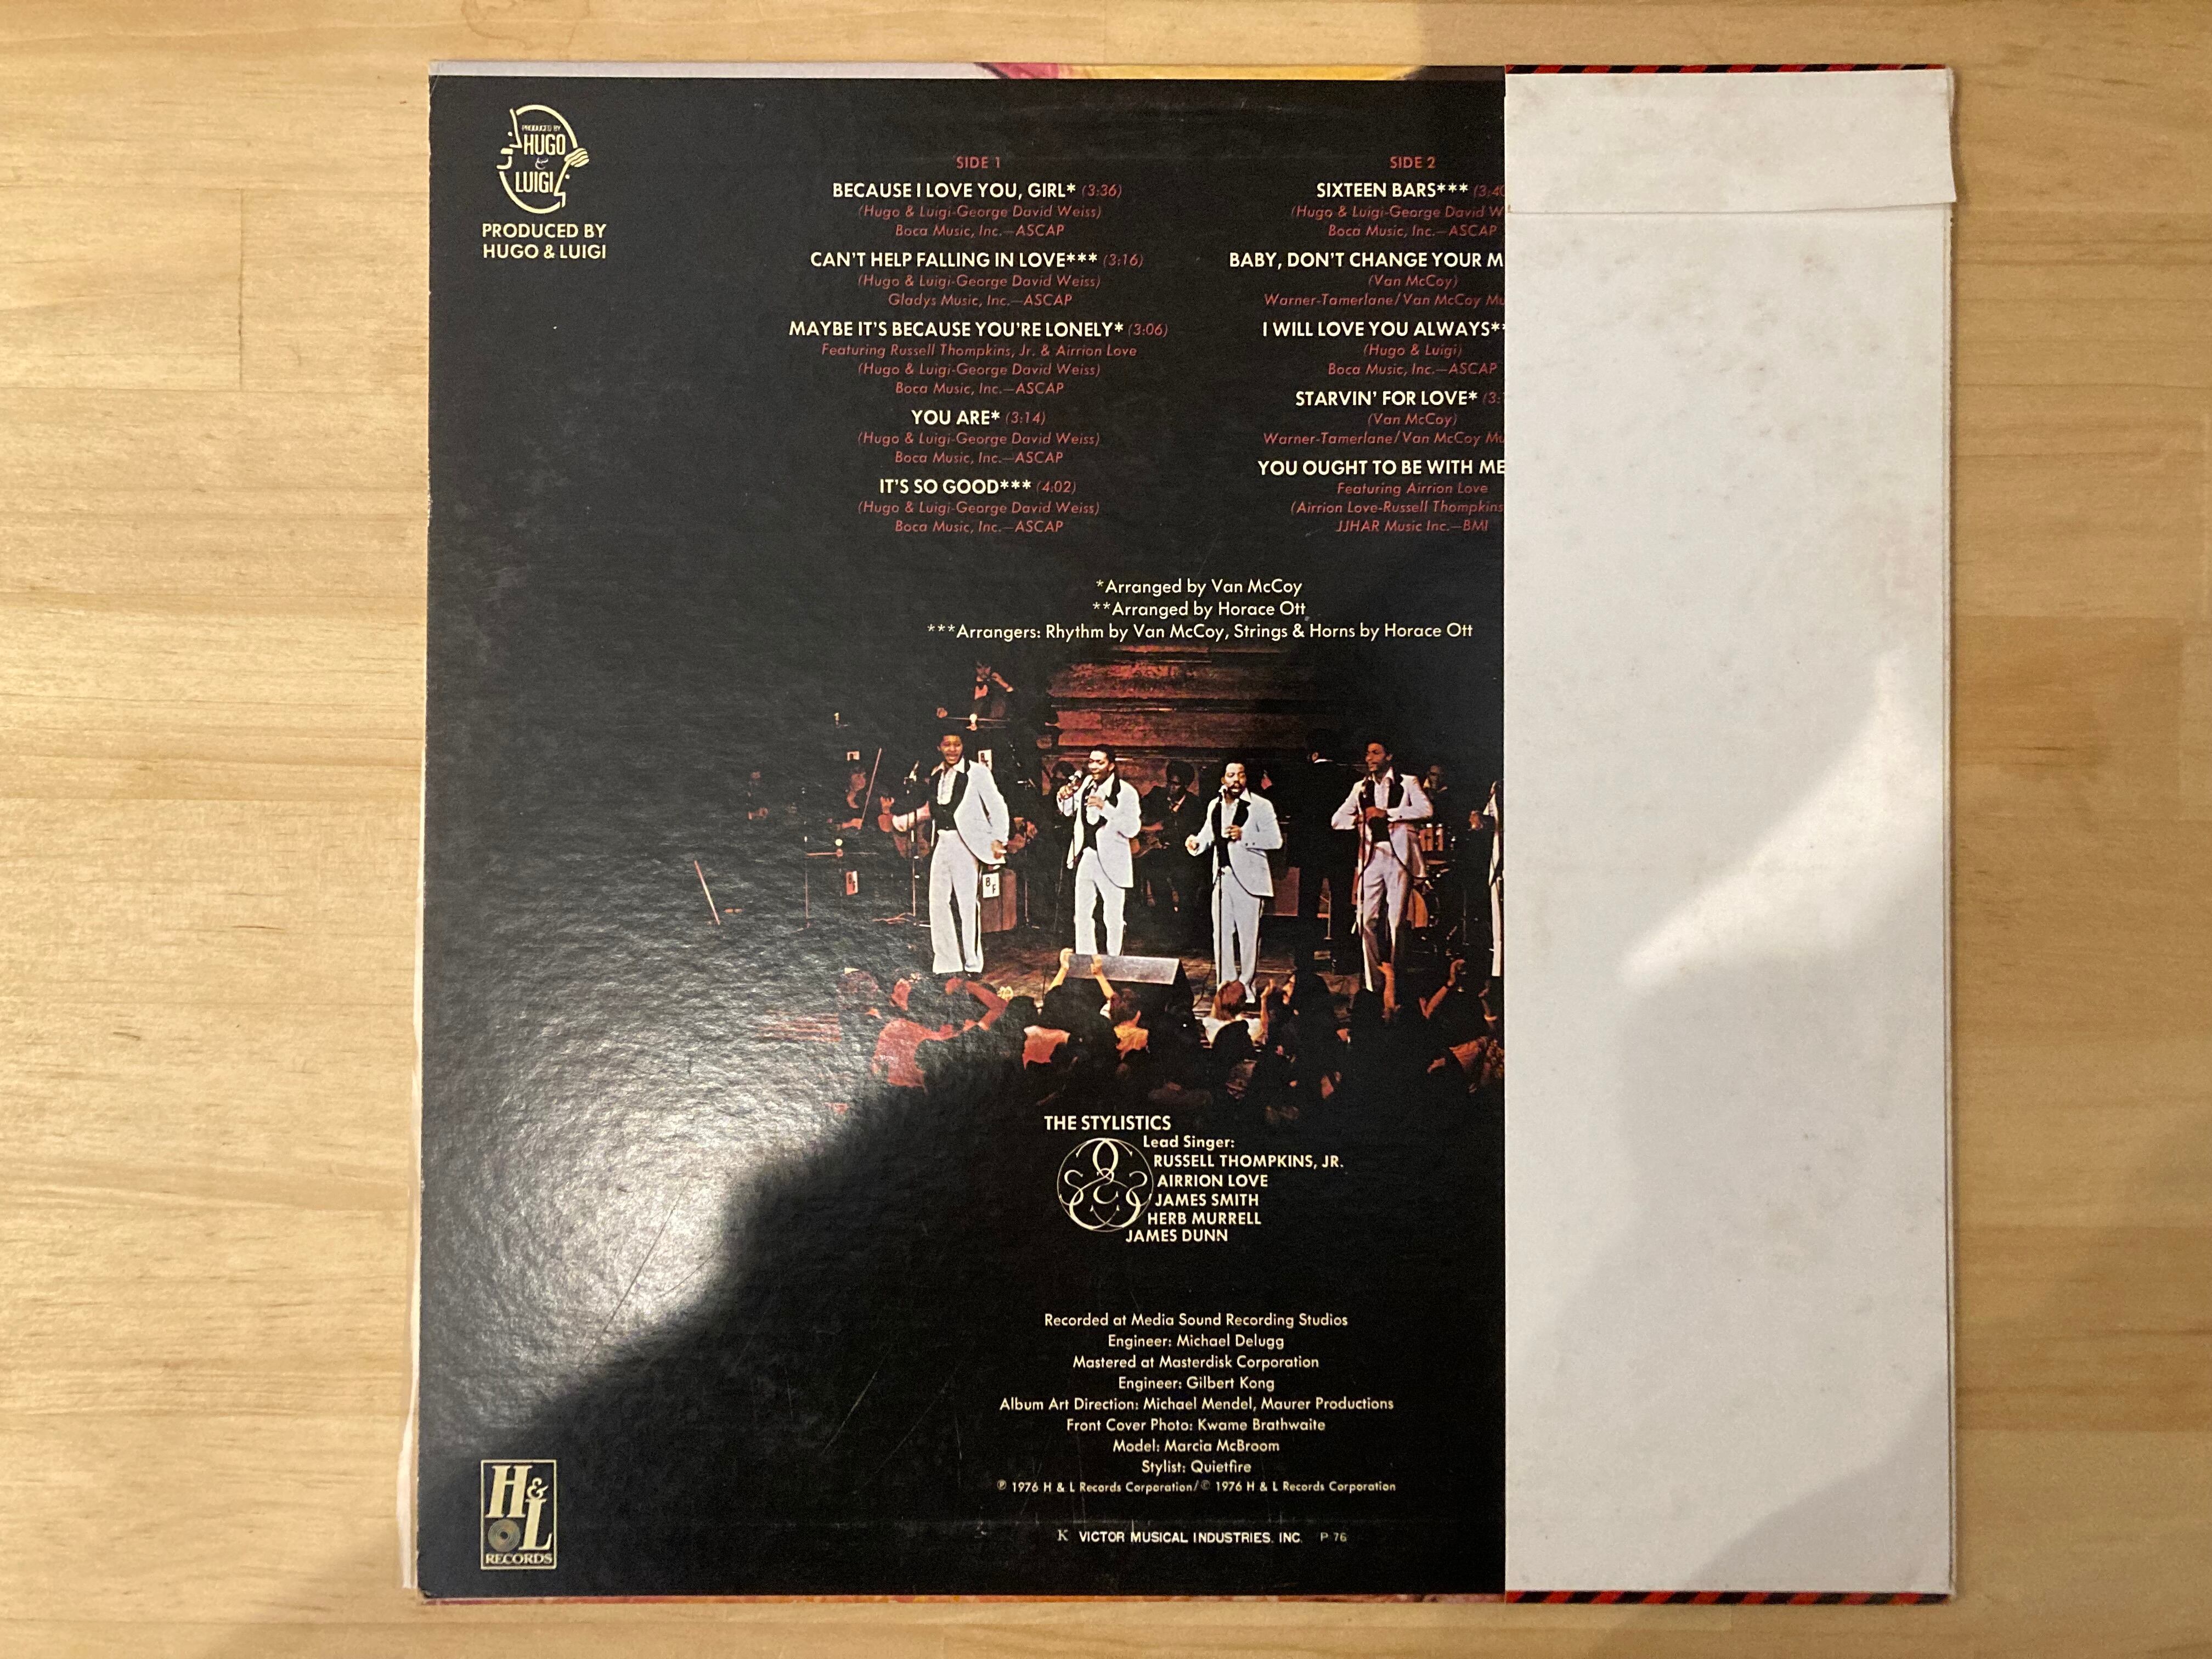 PRODUCED BY
HUGO
&
LUIGI
PRODUCED BY
HUGO & LUIGI
SIDE 1
BECAUSE I LOVE YOU, GIRL* (3:36)
(Hugo & Luigi-George David Weiss)
Boca Music, Inc.—ASCAP
CAN'T HELP FALLING IN LOVE*** (3:16)
(Hugo & Luigi-George David Weiss)
Gladys Music, Inc.—ASCAP
MAYBE IT'S BECAUSE YOU'RE LONELY* (3:06)
Featuring Russell Thompkins, Jr. & Airrion Love
(Hugo & Luigi-George David Weiss)
Boca Music, Inc.—ASCAP
YOU ARE* (3:14)
(Hugo & Luigi-George David Weiss)
Boca Music, Inc.—ASCAP
IT'S SO GOOD*** (4:02)
(Hugo & Luigi-George David Weiss)
Boca Music, Inc.—ASCAP
SIDE 2
SIXTEEN BARS***
(Hugo & Luigi-George David
Boca Music, Inc.—ASCAP
BABY, DON'T CHANGE YOUR
(Van McCoy)
Warner-Tamerlane/Van McCoy
I WILL LOVE YOU ALWAYS**
(Hugo & Luigi)
Boca Music, Inc.—ASCAP
STARVIN' FOR LOVE*
(Van McCoy)
Warner-Tamerlane/Van McCoy
YOU OUGHT TO BE WITH ME
Featuring Airrion Love
(Airrion Love-Russell Thompkins
JJHAR Music Inc.—BMI
*Arranged by Van McCoy
**Arranged by Horace Ott
***Arrangers: Rhythm by Van McCoy, Strings & Horns by Horace Ott
B F
THE STYLISTICS
Lead Singer:
RUSSELL THOMPKINS, JR.
AIRRION LOVE
JAMES SMITH
HERB MURRELL
JAMES DUNN
Recorded at Media Sound Recording Studios
Engineer: Michael Delugg
Mastered at Masterdisk Corporation
Engineer: Gilbert Kong
Album Art Direction: Michael Mendel, Maurer Productions
Front Cover Photo: Kwame Brathwaite
Model: Marcia McBroom
Stylist: Quietfire
℗ 1976 H & L Records Corporation/© 1976 H & L Records Corporation
K VICTOR MUSICAL INDUSTRIES. INC. P 76
H&L
RECORDS